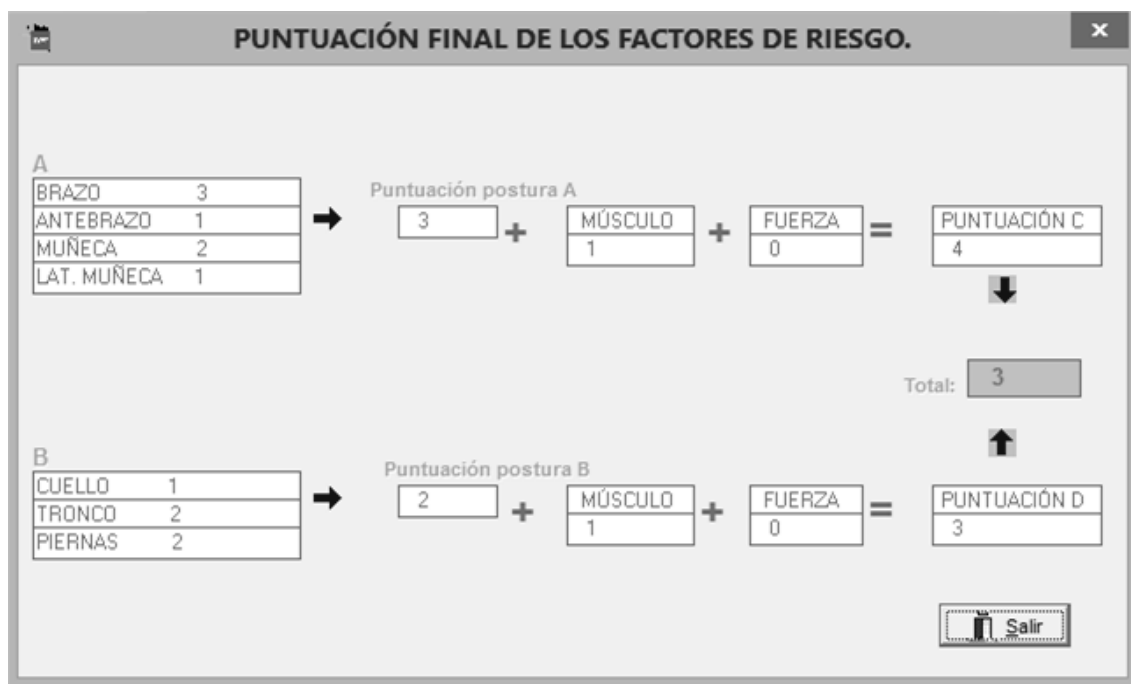 PUNTUACIÓN FINAL DE LOS FACTORES DE RIESGO.
A
BRAZO 3
ANTEBRAZO 1
MUÑECA 2
LAT. MUÑECA 1
Puntuación postura A
3
+
MÚSCULO
1
+
FUERZA
0
=
PUNTUACIÓN C
4
Total: 3
B
CUELLO 1
TRONCO 2
PIERNAS 2
Puntuación postura B
2
+
MÚSCULO
1
+
FUERZA
0
=
PUNTUACIÓN D
3
Salir